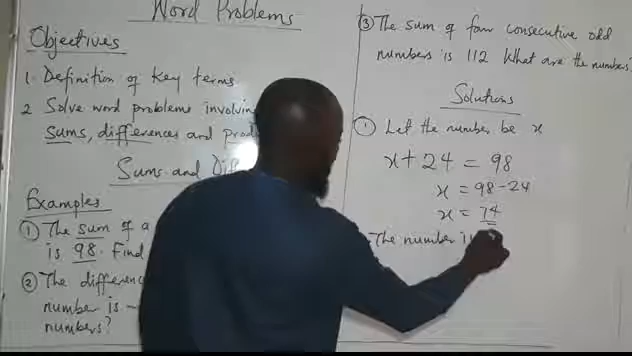 Word Problems
Objectives
1. Definition of Key terms
2 Solve word problems involving
sums, differences and
Sums and
Examples
① The sum of a
is 98. Find
② The
number is
numbers?
③ The sum of four consecutive odd
numbers is 112 What are the numbers?
Solutions
① Let the number be x
x + 24 = 98
x = 98 - 24
x = 74
The number is